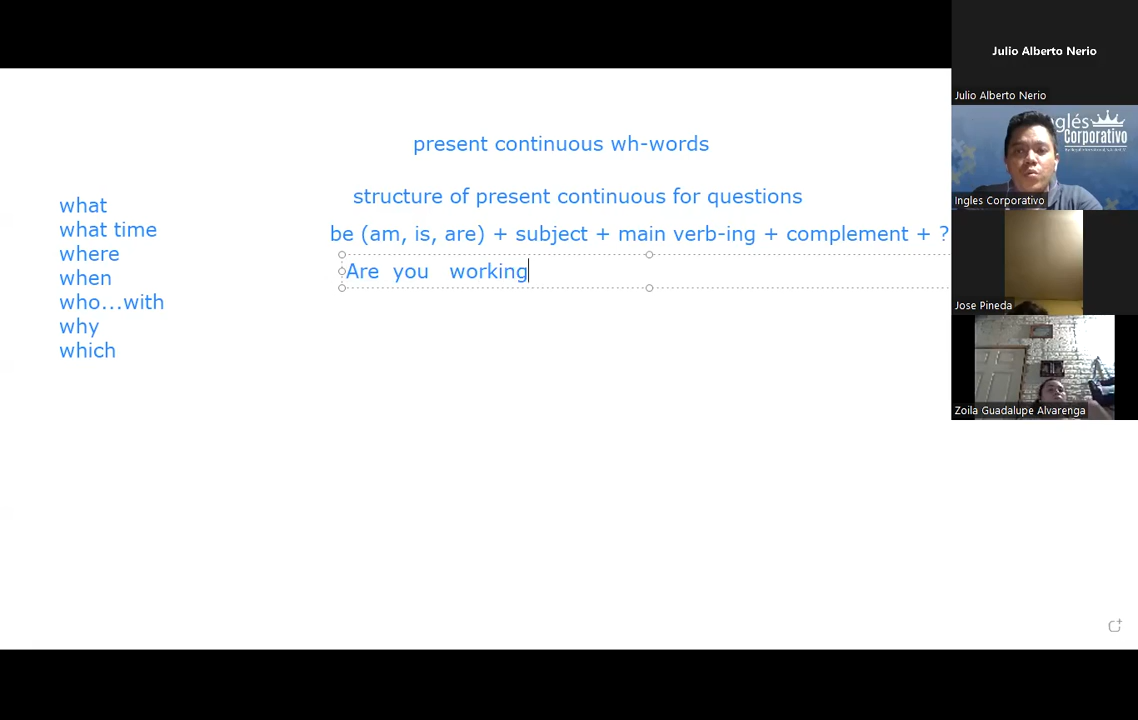 present continuous wh-words
structure of present continuous for questions
be (am, is, are) + subject + main verb-ing + complement + ?
Are you working
what
what time
where
when
who...with
why
which
Julio Alberto Nerio
Julio Alberto Nerio
nglés
Corporativo
Ingles Corporativo
Jose Pineda
Zoila Guadalupe Alvarenga